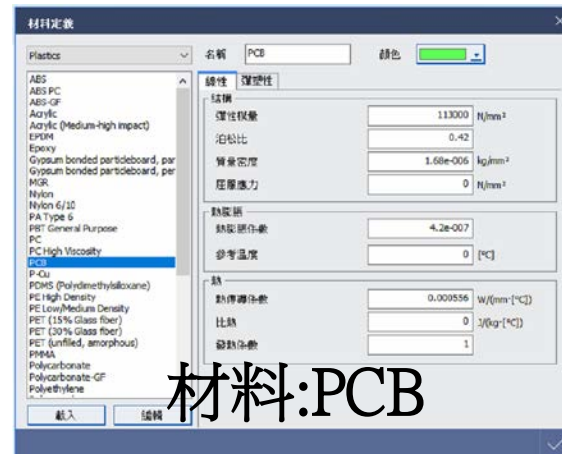 材料定義
Plastics
名稱 PCB 顏色
ABS
ABS PC
ABS-GF
Acrylic
Acrylic (Medium-high impact)
EPDM
Epoxy
Gypsum bonded particleboard, par
Gypsum bonded particleboard, per
MGR
Nylon
Nylon 6/10
PA Type 6
PBT General Purpose
PC
PC High Viscosity
PCB
P-Cu
PDMS (Polydimethylsiloxane)
PE High Density
PE Low/Medium Density
PET (15% Glass fiber)
PET (30% Glass fiber)
PET (unfilled, amorphous)
PMMA
Polycarbonate
Polycarbonate-GF
Polyethylene
載入 編輯
線性 彈塑性
結構
彈性模量 113000 N/mm²
泊松比 0.42
質量密度 1.68e-006 kg/mm³
屈服應力 0 N/mm²
熱膨脹
熱膨脹係數 4.2e-007
參考溫度 0 [°C]
熱
熱傳導係數 0.000556 W/(mm·[°C])
比熱 0 J/(kg·[°C])
發熱係數 1
材料:PCB